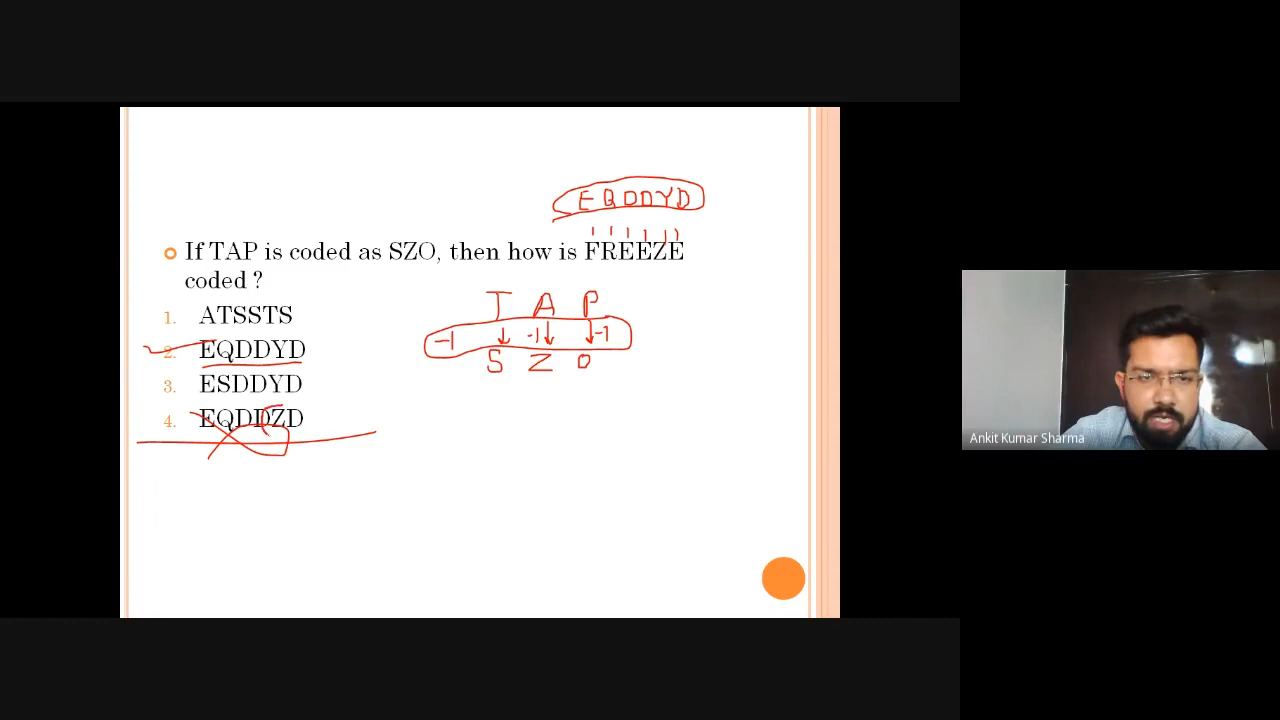 EQDDYD
If TAP is coded as SZO, then how is FREEZE
coded ?
T A P
1. ATSSTS
-1 -1 -1
2. EQDDYD
S Z O
3. ESDDYD
4. EQDDZD
Ankit Kumar Sharma